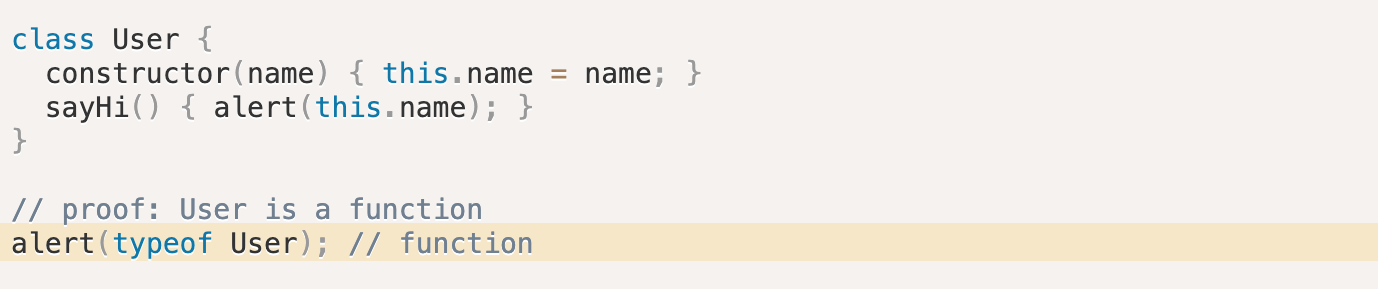 class User {
  constructor(name) { this.name = name; }
  sayHi() { alert(this.name); }
}

// proof: User is a function
alert(typeof User); // function